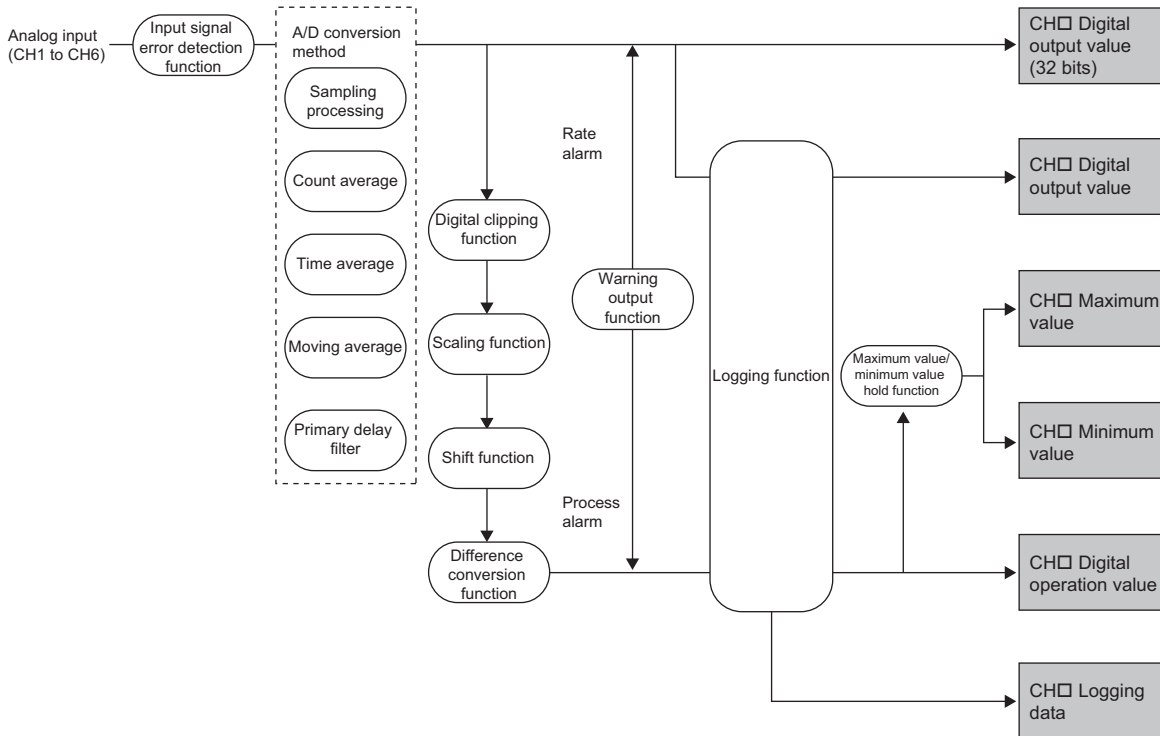 Analog input
(CH1 to CH6)
Input signal
error detection
function
A/D conversion
method
Sampling
processing
Count average
Time average
Moving average
Primary delay
filter
Digital clipping
function
Scaling function
Shift function
Difference
conversion
function
Rate
alarm
Warning
output
function
Process
alarm
Logging function
Maximum value/
minimum value
hold function
CH□ Digital
output value
(32 bits)
CH□ Digital
output value
CH□ Maximum
value
CH□ Minimum
value
CH□ Digital
operation value
CH□ Logging
data